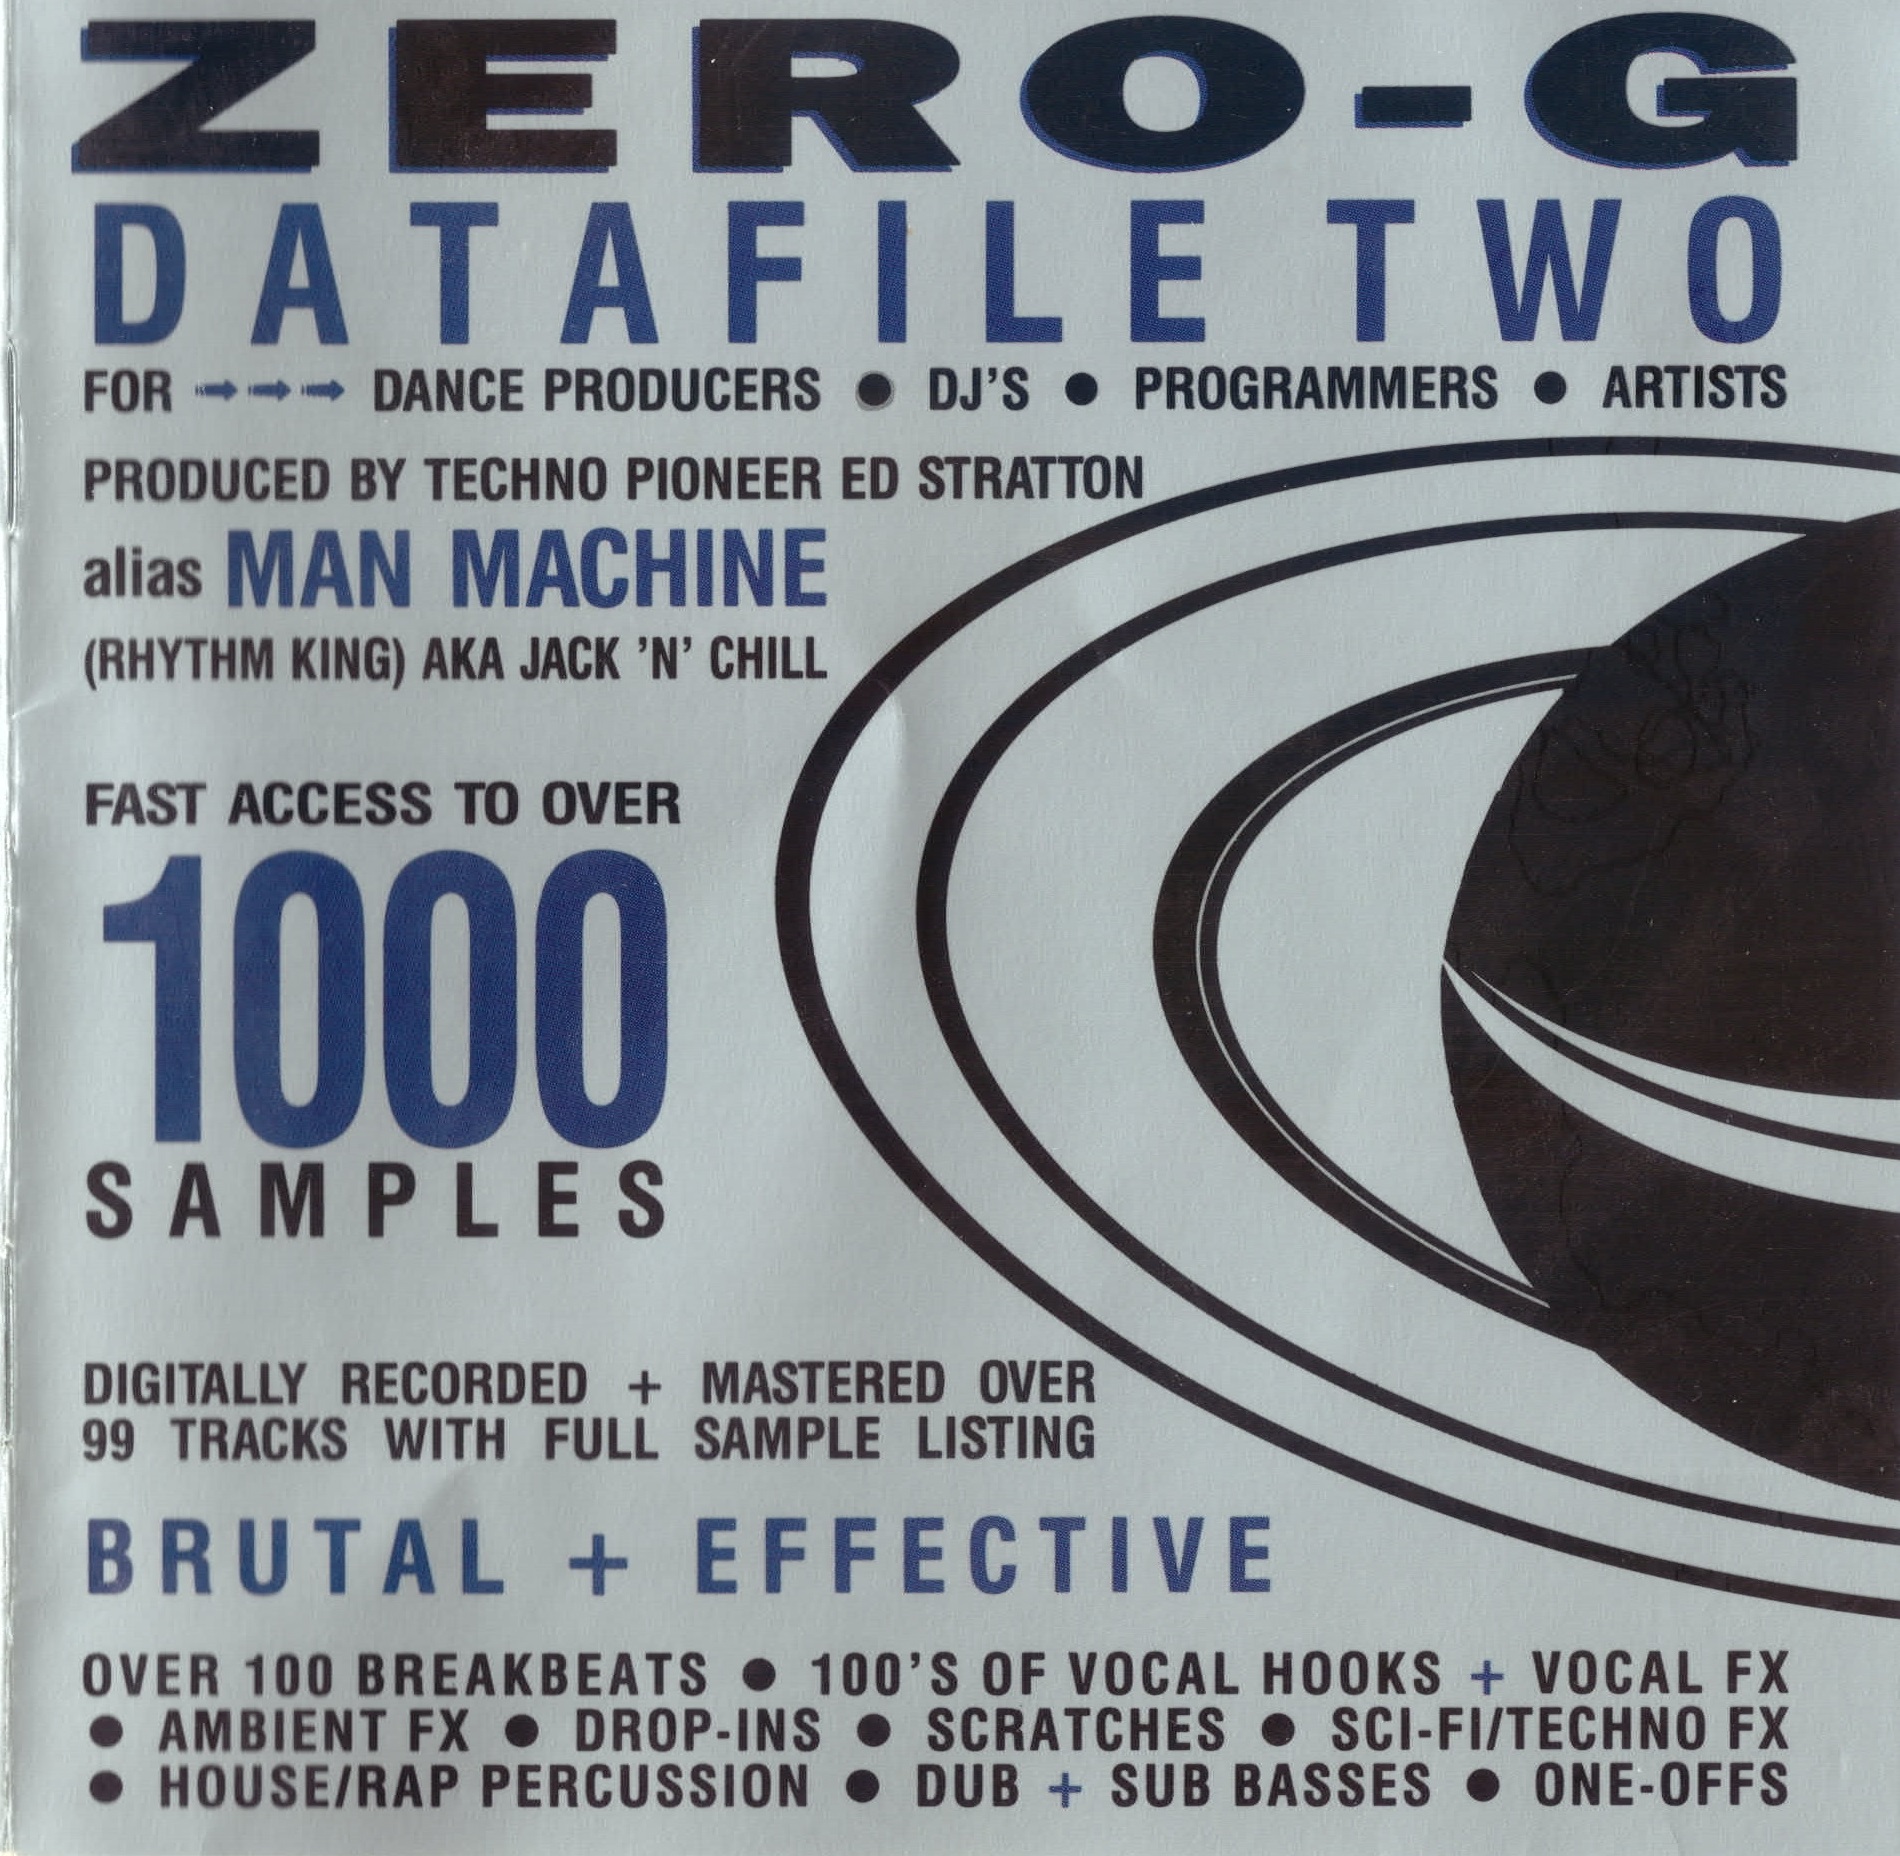 ZERO-G
DATAFILE TWO
FOR DANCE PRODUCERS ● DJ'S ● PROGRAMMERS ● ARTISTS
PRODUCED BY TECHNO PIONEER ED STRATTON
alias MAN MACHINE
(RHYTHM KING) AKA JACK 'N' CHILL
FAST ACCESS TO OVER
1000
SAMPLES
DIGITALLY RECORDED + MASTERED OVER
99 TRACKS WITH FULL SAMPLE LISTING
BRUTAL + EFFECTIVE
OVER 100 BREAKBEATS ● 100'S OF VOCAL HOOKS + VOCAL FX
● AMBIENT FX ● DROP-INS ● SCRATCHES ● SCI-FI/TECHNO FX
● HOUSE/RAP PERCUSSION ● DUB + SUB BASSES ● ONE-OFFS